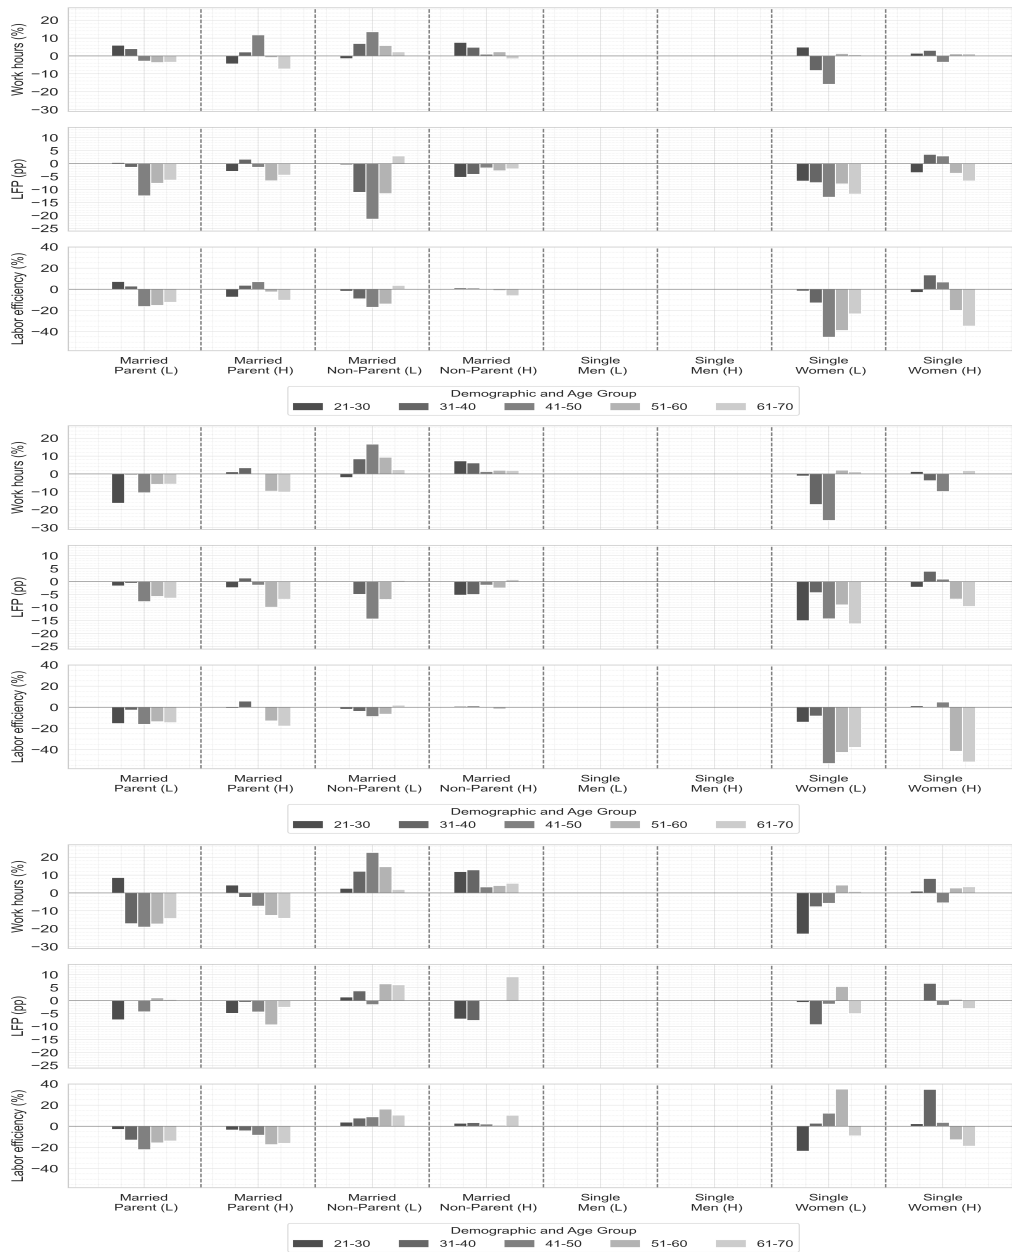 Work hours (%)
20
10
0
−10
−20
−30
LFP (pp)
10
5
0
−5
−10
−15
−20
−25
Labor efficiency (%)
40
20
0
−20
−40
Married Married Married Married Single Single Single Single
Parent (L) Parent (H) Non-Parent (L) Non-Parent (H) Men (L) Men (H) Women (L) Women (H)
Demographic and Age Group
21-30 31-40 41-50 51-60 61-70
Work hours (%)
20
10
0
−10
−20
−30
LFP (pp)
10
5
0
−5
−10
−15
−20
−25
Labor efficiency (%)
40
20
0
−20
−40
Married Married Married Married Single Single Single Single
Parent (L) Parent (H) Non-Parent (L) Non-Parent (H) Men (L) Men (H) Women (L) Women (H)
Demographic and Age Group
21-30 31-40 41-50 51-60 61-70
Work hours (%)
20
10
0
−10
−20
−30
LFP (pp)
10
5
0
−5
−10
−15
−20
−25
Labor efficiency (%)
40
20
0
−20
−40
Married Married Married Married Single Single Single Single
Parent (L) Parent (H) Non-Parent (L) Non-Parent (H) Men (L) Men (H) Women (L) Women (H)
Demographic and Age Group
21-30 31-40 41-50 51-60 61-70